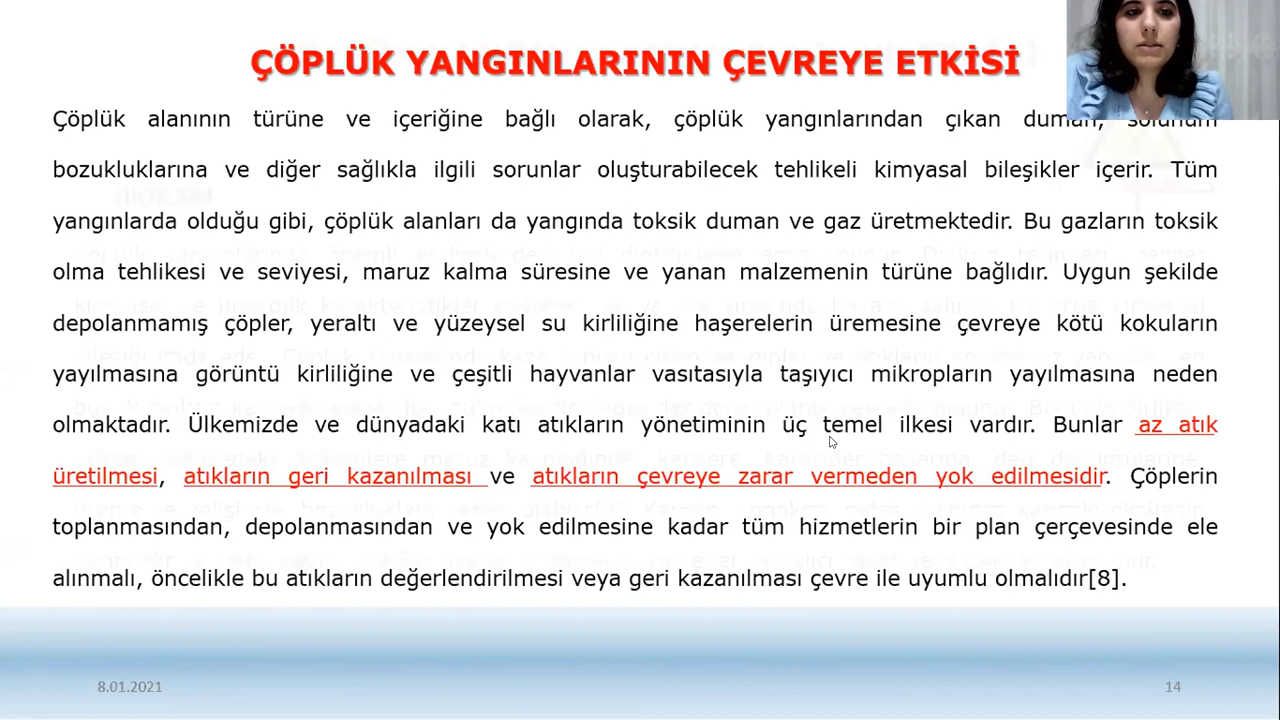 ÇÖPLÜK YANGINLARININ ÇEVREYE ETKİSİ
Çöplük alanının türüne ve içeriğine bağlı olarak, çöplük yangınlarından çıkan duman, solunum
bozukluklarına ve diğer sağlıkla ilgili sorunlar oluşturabilecek tehlikeli kimyasal bileşikler içerir. Tüm
yangınlarda olduğu gibi, çöplük alanları da yangında toksik duman ve gaz üretmektedir. Bu gazların toksik
olma tehlikesi ve seviyesi, maruz kalma süresine ve yanan malzemenin türüne bağlıdır. Uygun şekilde
depolanmamış çöpler, yeraltı ve yüzeysel su kirliliğine haşerelerin üremesine çevreye kötü kokuların
yayılmasına görüntü kirliliğine ve çeşitli hayvanlar vasıtasıyla taşıyıcı mikropların yayılmasına neden
olmaktadır. Ülkemizde ve dünyadaki katı atıkların yönetiminin üç temel ilkesi vardır. Bunlar az atık
üretilmesi, atıkların geri kazanılması ve atıkların çevreye zarar vermeden yok edilmesidir. Çöplerin
toplanmasından, depolanmasından ve yok edilmesine kadar tüm hizmetlerin bir plan çerçevesinde ele
alınmalı, öncelikle bu atıkların değerlendirilmesi veya geri kazanılması çevre ile uyumlu olmalıdır[8].
8.01.2021
14